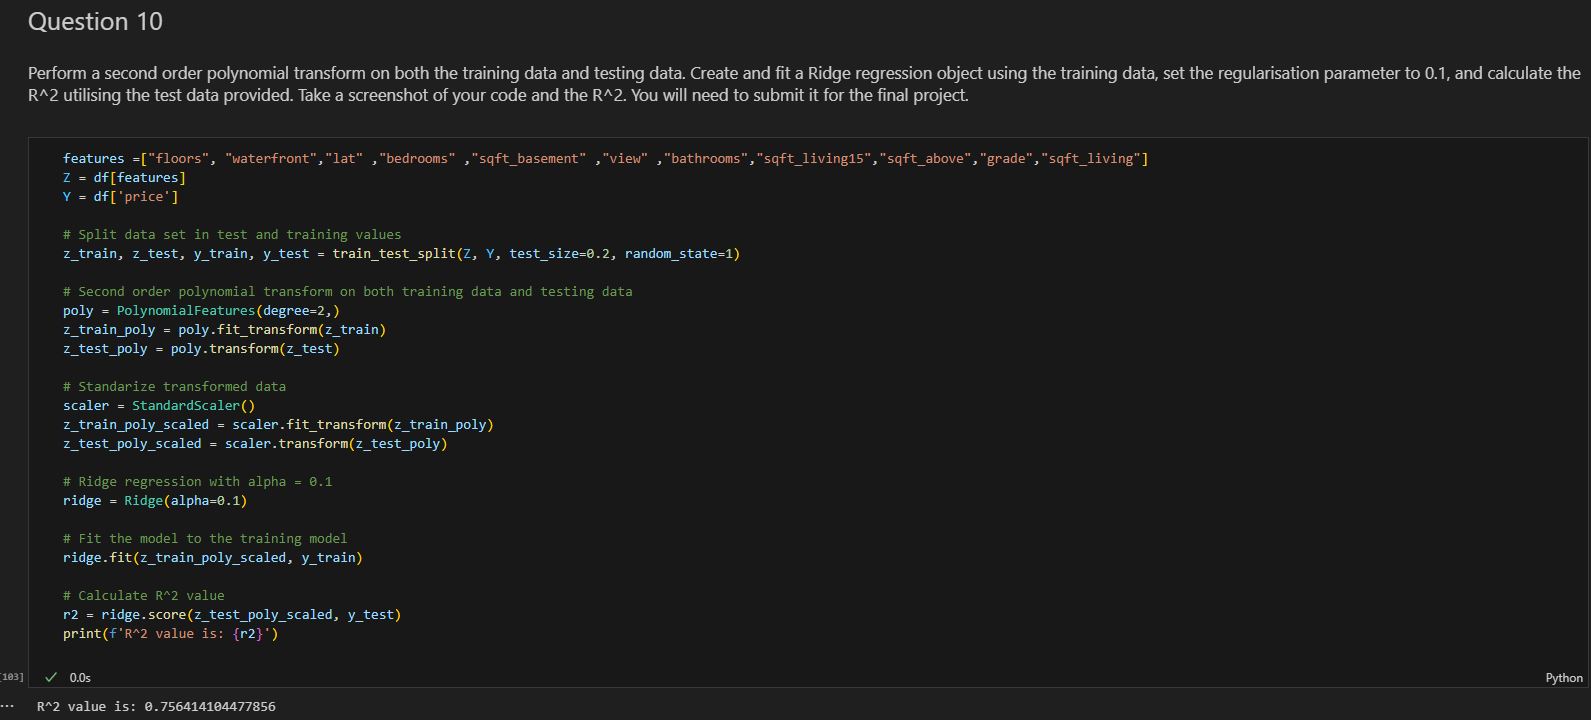 Question 10
Perform a second order polynomial transform on both the training data and testing data. Create and fit a Ridge regression object using the training data, set the regularisation parameter to 0.1, and calculate the
R^2 utilising the test data provided. Take a screenshot of your code and the R^2. You will need to submit it for the final project.
features =["floors", "waterfront","lat" ,"bedrooms" ,"sqft_basement" ,"view" ,"bathrooms","sqft_living15","sqft_above","grade","sqft_living"]
Z = df[features]
Y = df['price']
# Split data set in test and training values
z_train, z_test, y_train, y_test = train_test_split(Z, Y, test_size=0.2, random_state=1)
# Second order polynomial transform on both training data and testing data
poly = PolynomialFeatures(degree=2,)
z_train_poly = poly.fit_transform(z_train)
z_test_poly = poly.transform(z_test)
# Standarize transformed data
scaler = StandardScaler()
z_train_poly_scaled = scaler.fit_transform(z_train_poly)
z_test_poly_scaled = scaler.transform(z_test_poly)
# Ridge regression with alpha = 0.1
ridge = Ridge(alpha=0.1)
# Fit the model to the training model
ridge.fit(z_train_poly_scaled, y_train)
# Calculate R^2 value
r2 = ridge.score(z_test_poly_scaled, y_test)
print(f'R^2 value is: {r2}')
[103] ✓ 0.0s Python
... R^2 value is: 0.756414104477856